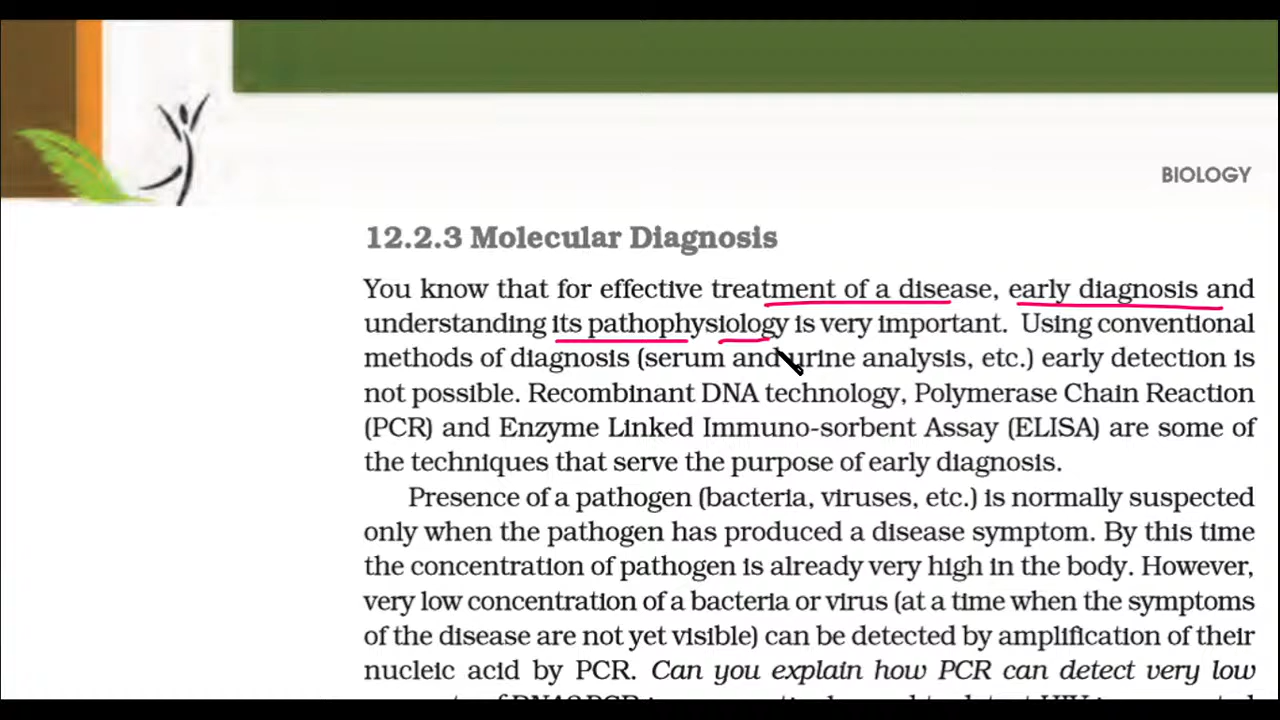 BIOLOGY
12.2.3 Molecular Diagnosis
You know that for effective treatment of a disease, early diagnosis and
understanding its pathophysiology is very important. Using conventional
methods of diagnosis (serum and urine analysis, etc.) early detection is
not possible. Recombinant DNA technology, Polymerase Chain Reaction
(PCR) and Enzyme Linked Immuno-sorbent Assay (ELISA) are some of
the techniques that serve the purpose of early diagnosis.
Presence of a pathogen (bacteria, viruses, etc.) is normally suspected
only when the pathogen has produced a disease symptom. By this time
the concentration of pathogen is already very high in the body. However,
very low concentration of a bacteria or virus (at a time when the symptoms
of the disease are not yet visible) can be detected by amplification of their
nucleic acid by PCR. Can you explain how PCR can detect very low